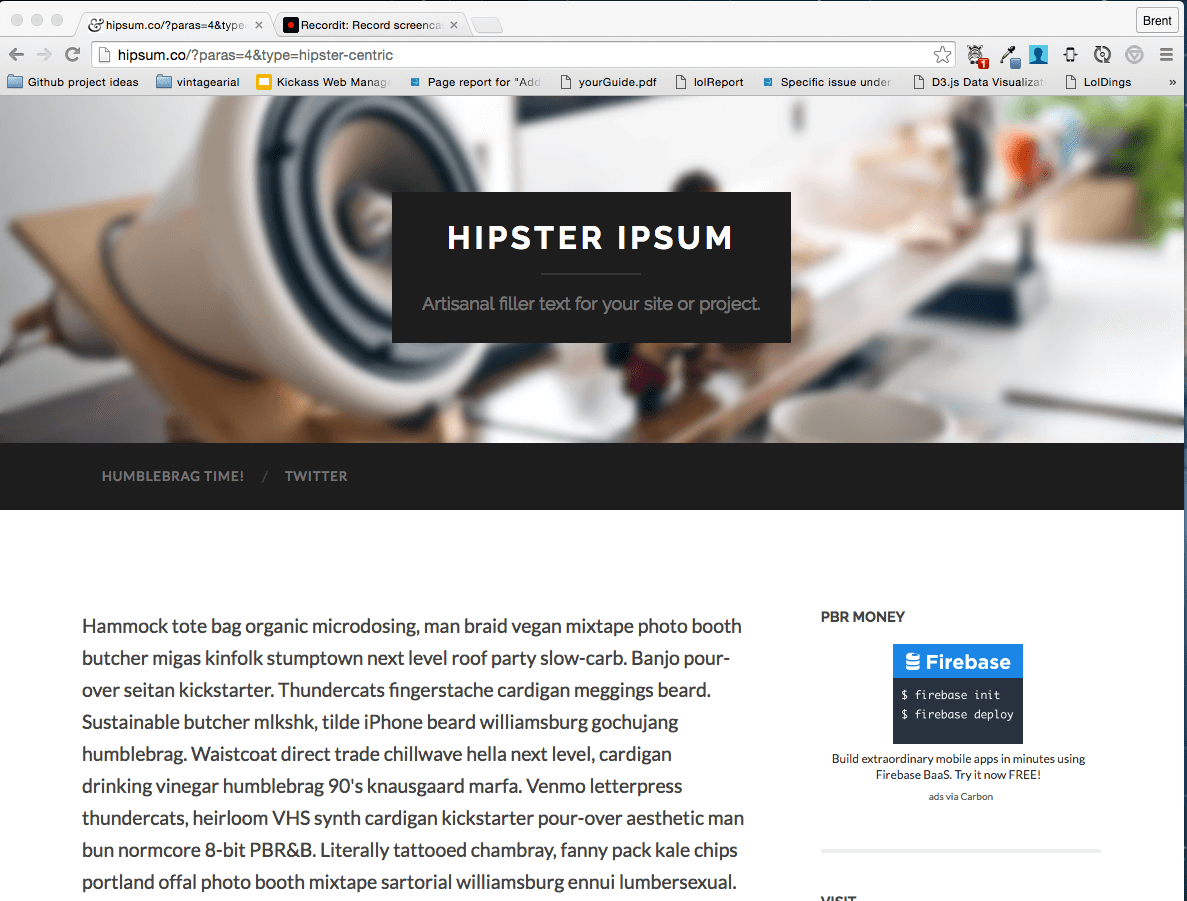 hipsum.co/?paras=4&type=
Recordit: Record screenca
Brent
hipsum.co/?paras=4&type=hipster-centric
1
Github project ideas
vintagearial
Kickass Web Manag
Page report for "Add
yourGuide.pdf
lolReport
Specific issue under
D3.js Data Visualizat
LolDings
»
HIPSTER IPSUM
Artisanal filler text for your site or project.
HUMBLEBRAG TIME! / TWITTER
Hammock tote bag organic microdosing, man braid vegan mixtape photo booth
butcher migas kinfolk stumptown next level roof party slow-carb. Banjo pour-
over seitan kickstarter. Thundercats fingerstache cardigan meggings beard.
Sustainable butcher mlkshk, tilde iPhone beard williamsburg gochujang
humblebrag. Waistcoat direct trade chillwave hella next level, cardigan
drinking vinegar humblebrag 90's knausgaard marfa. Venmo letterpress
thundercats, heirloom VHS synth cardigan kickstarter pour-over aesthetic man
bun normcore 8-bit PBR&B. Literally tattooed chambray, fanny pack kale chips
portland offal photo booth mixtape sartorial williamsburg ennui lumbersexual.
PBR MONEY
Firebase
$ firebase init
$ firebase deploy
Build extraordinary mobile apps in minutes using
Firebase BaaS. Try it now FREE!
ads via Carbon
VISIT